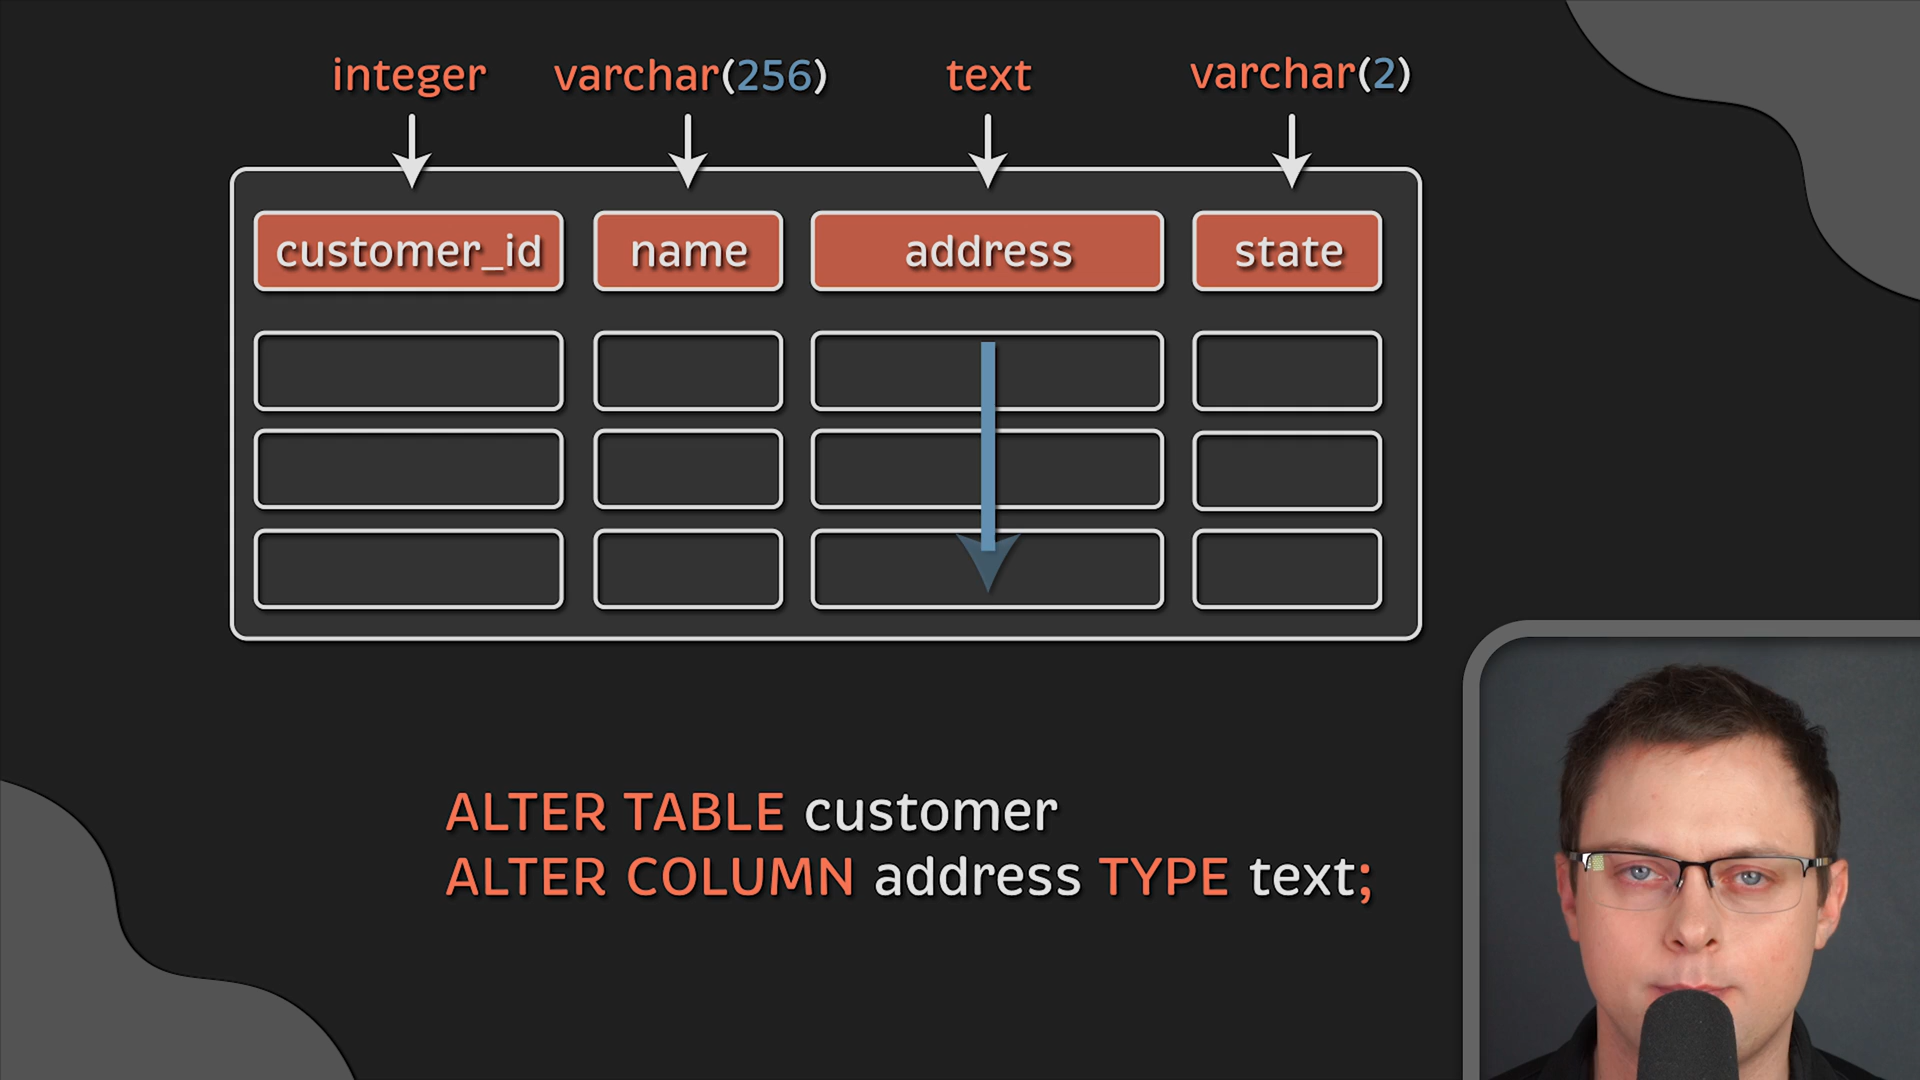 integer varchar(256) text varchar(2)
customer_id name address state
ALTER TABLE customer
ALTER COLUMN address TYPE text;